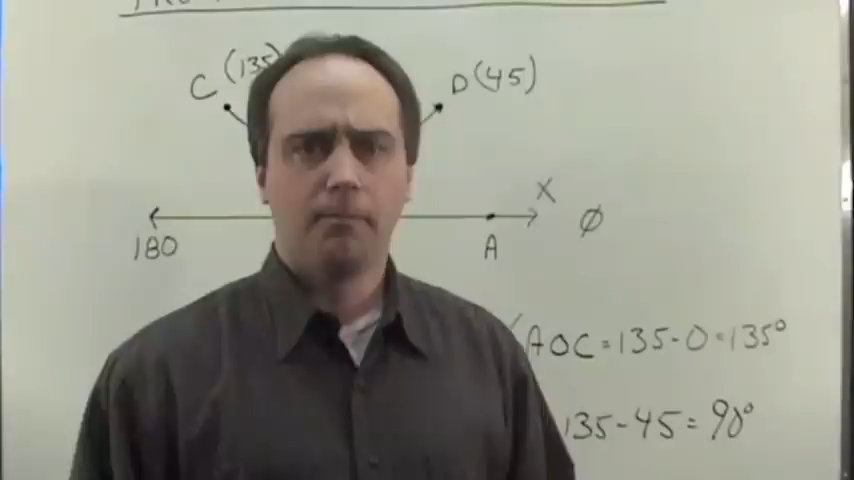 C (135)
D (45)
X
180
A
∅
∠AOC = 135 - 0 = 135°
135 - 45 = 90°